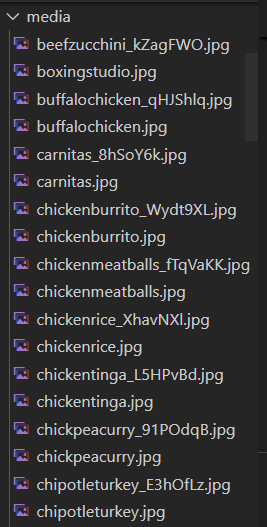 media
beefzucchini_kZagFWO.jpg
boxingstudio.jpg
buffalochicken_qHJShlq.jpg
buffalochicken.jpg
carnitas_8hSoY6k.jpg
carnitas.jpg
chickenburrito_Wydt9XL.jpg
chickenburrito.jpg
chickenmeatballs_fTqVaKK.jpg
chickenmeatballs.jpg
chickenrice_XhavNXl.jpg
chickenrice.jpg
chickentinga_L5HPvBd.jpg
chickentinga.jpg
chickpeacurry_91POdqB.jpg
chickpeacurry.jpg
chipotleturkey_E3hOfLz.jpg
chipotleturkey.jpg